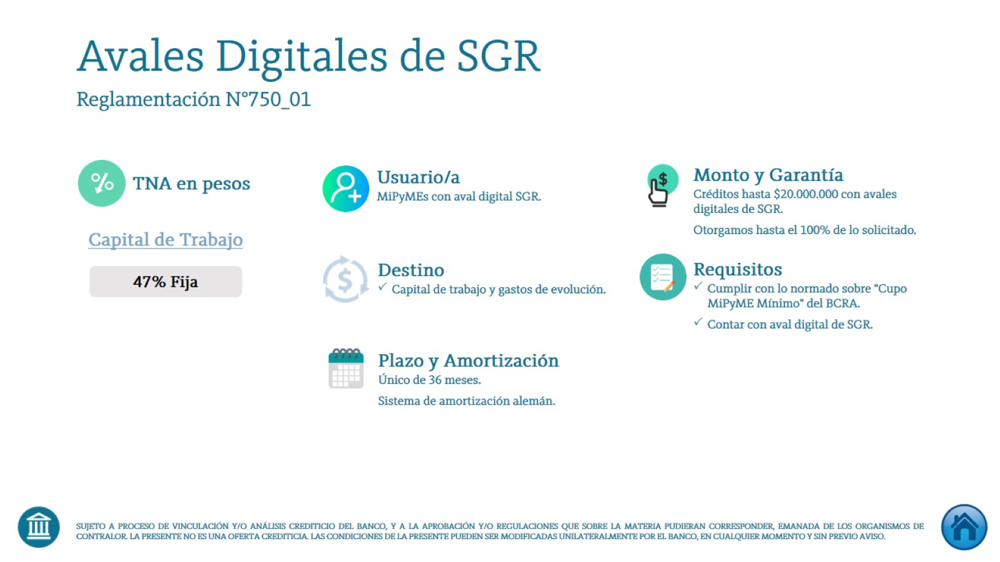 Avales Digitales de SGR
Reglamentación N°750_01
TNA en pesos
Capital de Trabajo
47% Fija
Usuario/a
MiPyMEs con aval digital SGR.
Destino
✓ Capital de trabajo y gastos de evolución.
Plazo y Amortización
Único de 36 meses.
Sistema de amortización alemán.
Monto y Garantía
Créditos hasta $20.000.000 con avales
digitales de SGR.
Otorgamos hasta el 100% de lo solicitado.
Requisitos
✓ Cumplir con lo normado sobre "Cupo
MiPyME Mínimo" del BCRA.
✓ Contar con aval digital de SGR.
SUJETO A PROCESO DE VINCULACIÓN Y/O ANÁLISIS CREDITICIO DEL BANCO, Y A LA APROBACIÓN Y/O REGULACIONES QUE SOBRE LA MATERIA PUDIERAN CORRESPONDER, EMANADA DE LOS ORGANISMOS DE
CONTRALOR. LA PRESENTE NO ES UNA OFERTA CREDITICIA. LAS CONDICIONES DE LA PRESENTE PUEDEN SER MODIFICADAS UNILATERALMENTE POR EL BANCO, EN CUALQUIER MOMENTO Y SIN PREVIO AVISO.